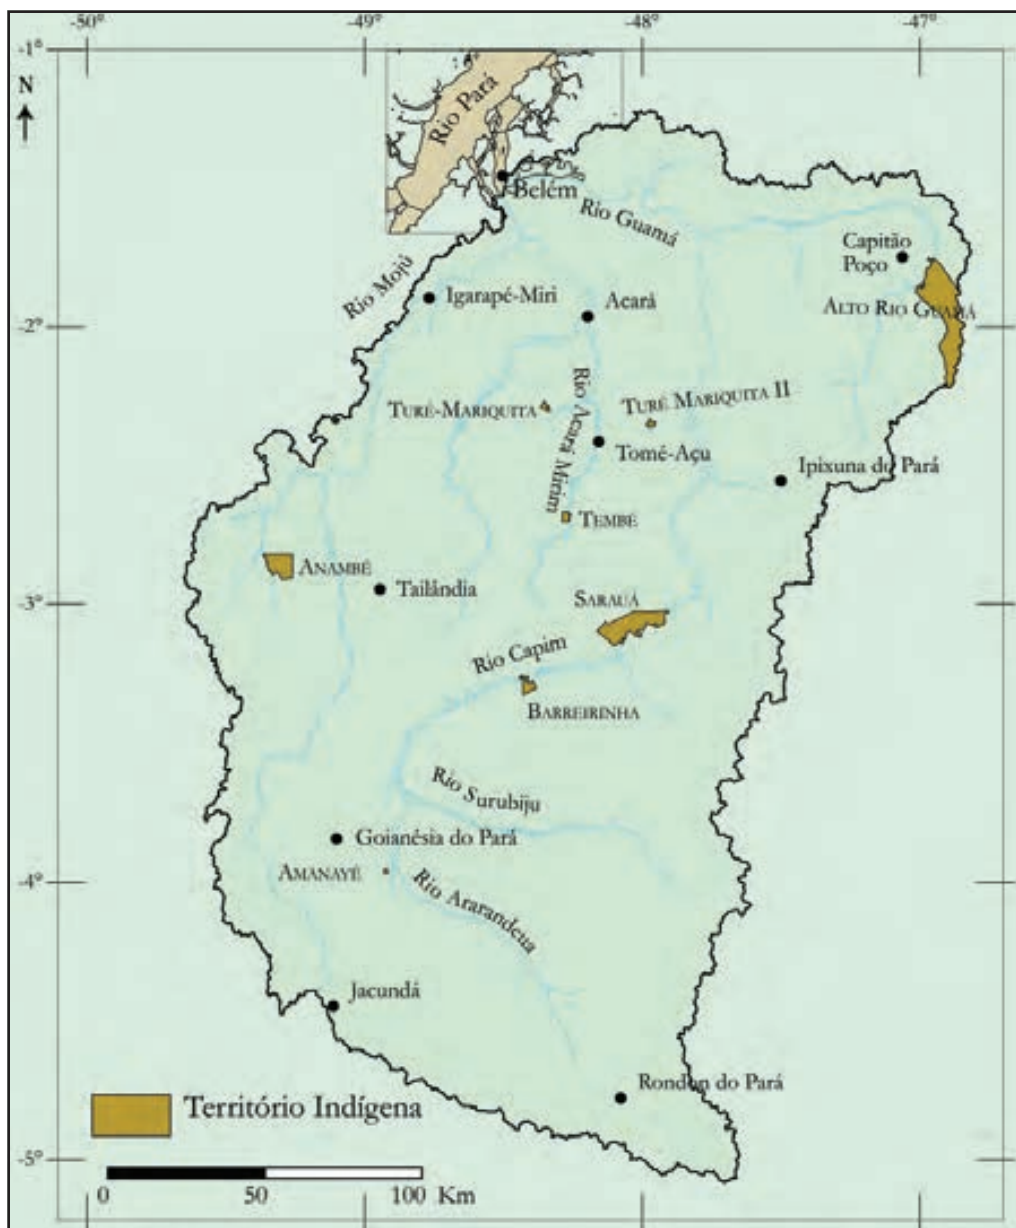 -50°
-49°
-48°
-47°
-1°
N
Rio Pará
Belém
Rio Guamá
Capitão
Poço
Rio Mojú
Igarapé-Miri
Acará
ALTO RIO GUAMÁ
-2°
TURÉ-MARIQUITA
Rio Acará Mirim
TURÉ MARIQUITA II
Tomé-Açu
Ipixuna do Pará
TEMBÉ
ANAMBÉ
Tailândia
SARAUÁ
-3°
Rio Capim
BARREIRINHA
Rio Surubiju
Goianésia do Pará
AMANAYÉ
-4°
Rio Ararandeua
Jacundá
Rondon do Pará
Território Indígena
-5°
0 50 100 Km